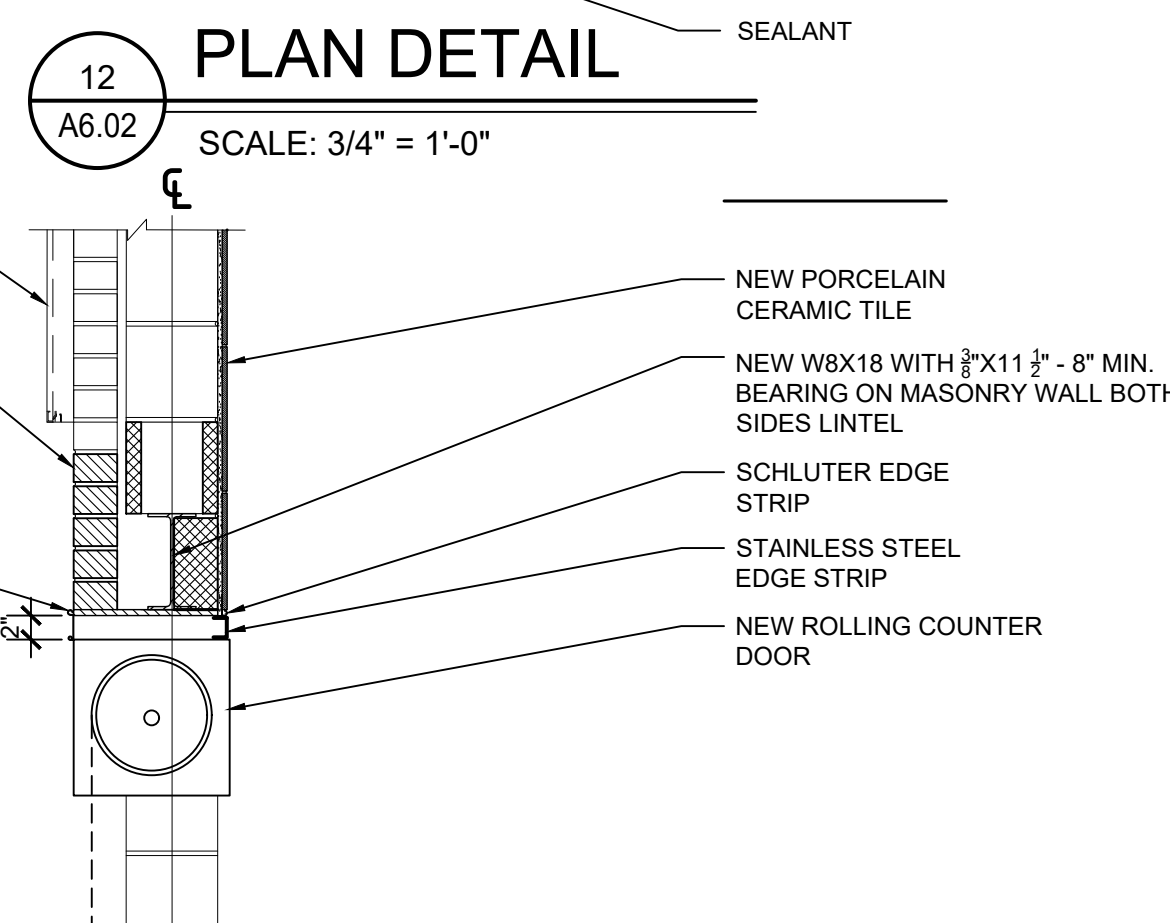 SEALANT
PLAN DETAIL
12
A6.02
SCALE: 3/4" = 1'-0"
℄
NEW PORCELAIN
CERAMIC TILE
NEW W8X18 WITH 3/8"X11 1/2" - 8" MIN.
BEARING ON MASONRY WALL BOTH
SIDES LINTEL
SCHLUTER EDGE
STRIP
STAINLESS STEEL
EDGE STRIP
2"
NEW ROLLING COUNTER
DOOR